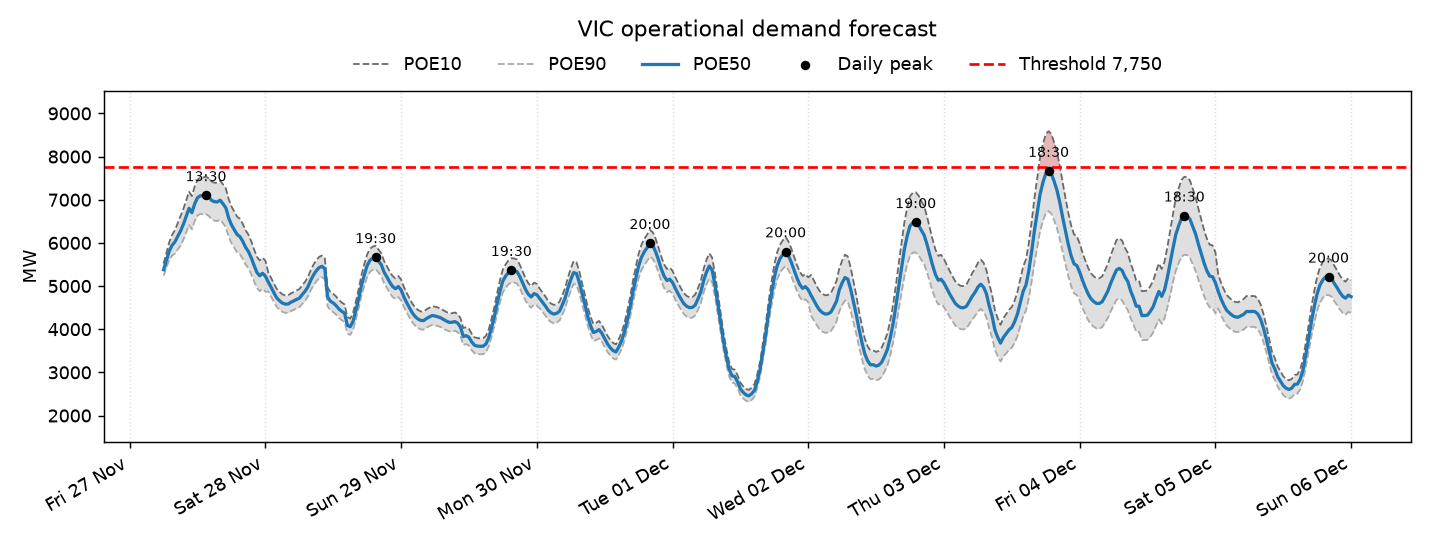 VIC operational demand forecast
POE10 POE90 POE50 Daily peak Threshold 7,750
MW
9000
8000
7000
6000
5000
4000
3000
2000
13:30
19:30
19:30
20:00
20:00
19:00
18:30
18:30
20:00
Fri 27 Nov
Sat 28 Nov
Sun 29 Nov
Mon 30 Nov
Tue 01 Dec
Wed 02 Dec
Thu 03 Dec
Fri 04 Dec
Sat 05 Dec
Sun 06 Dec